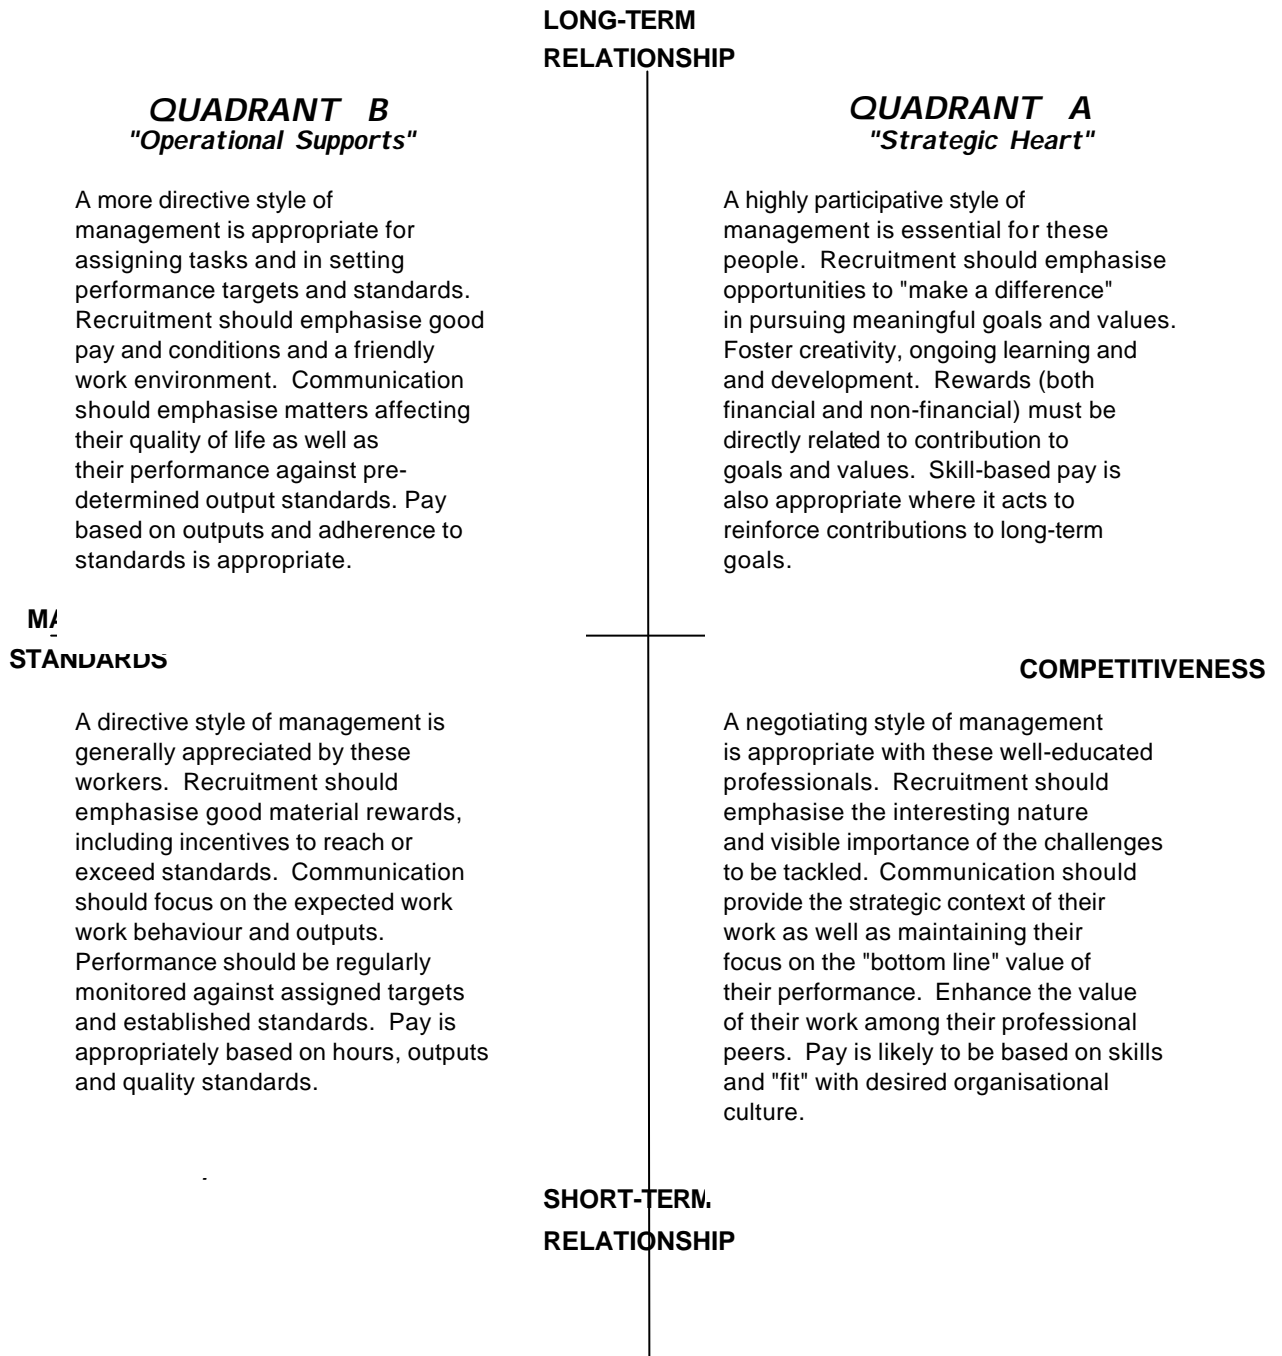 LONG-TERM
RELATIONSHIP
QUADRANT B
"Operational Supports"
A more directive style of
management is appropriate for
assigning tasks and in setting
performance targets and standards.
Recruitment should emphasise good
pay and conditions and a friendly
work environment. Communication
should emphasise matters affecting
their quality of life as well as
their performance against pre-
determined output standards. Pay
based on outputs and adherence to
standards is appropriate.
QUADRANT A
"Strategic Heart"
A highly participative style of
management is essential for these
people. Recruitment should emphasise
opportunities to "make a difference"
in pursuing meaningful goals and values.
Foster creativity, ongoing learning and
and development. Rewards (both
financial and non-financial) must be
directly related to contribution to
goals and values. Skill-based pay is
also appropriate where it acts to
reinforce contributions to long-term
goals.
STANDARDS
COMPETITIVENESS
A directive style of management is
generally appreciated by these
workers. Recruitment should
emphasise good material rewards,
including incentives to reach or
exceed standards. Communication
should focus on the expected work
work behaviour and outputs.
Performance should be regularly
monitored against assigned targets
and established standards. Pay is
appropriately based on hours, outputs
and quality standards.
A negotiating style of management
is appropriate with these well-educated
professionals. Recruitment should
emphasise the interesting nature
and visible importance of the challenges
to be tackled. Communication should
provide the strategic context of their
work as well as maintaining their
focus on the "bottom line" value of
their performance. Enhance the value
of their work among their professional
peers. Pay is likely to be based on skills
and "fit" with desired organisational
culture.
SHORT-TERM
RELATIONSHIP